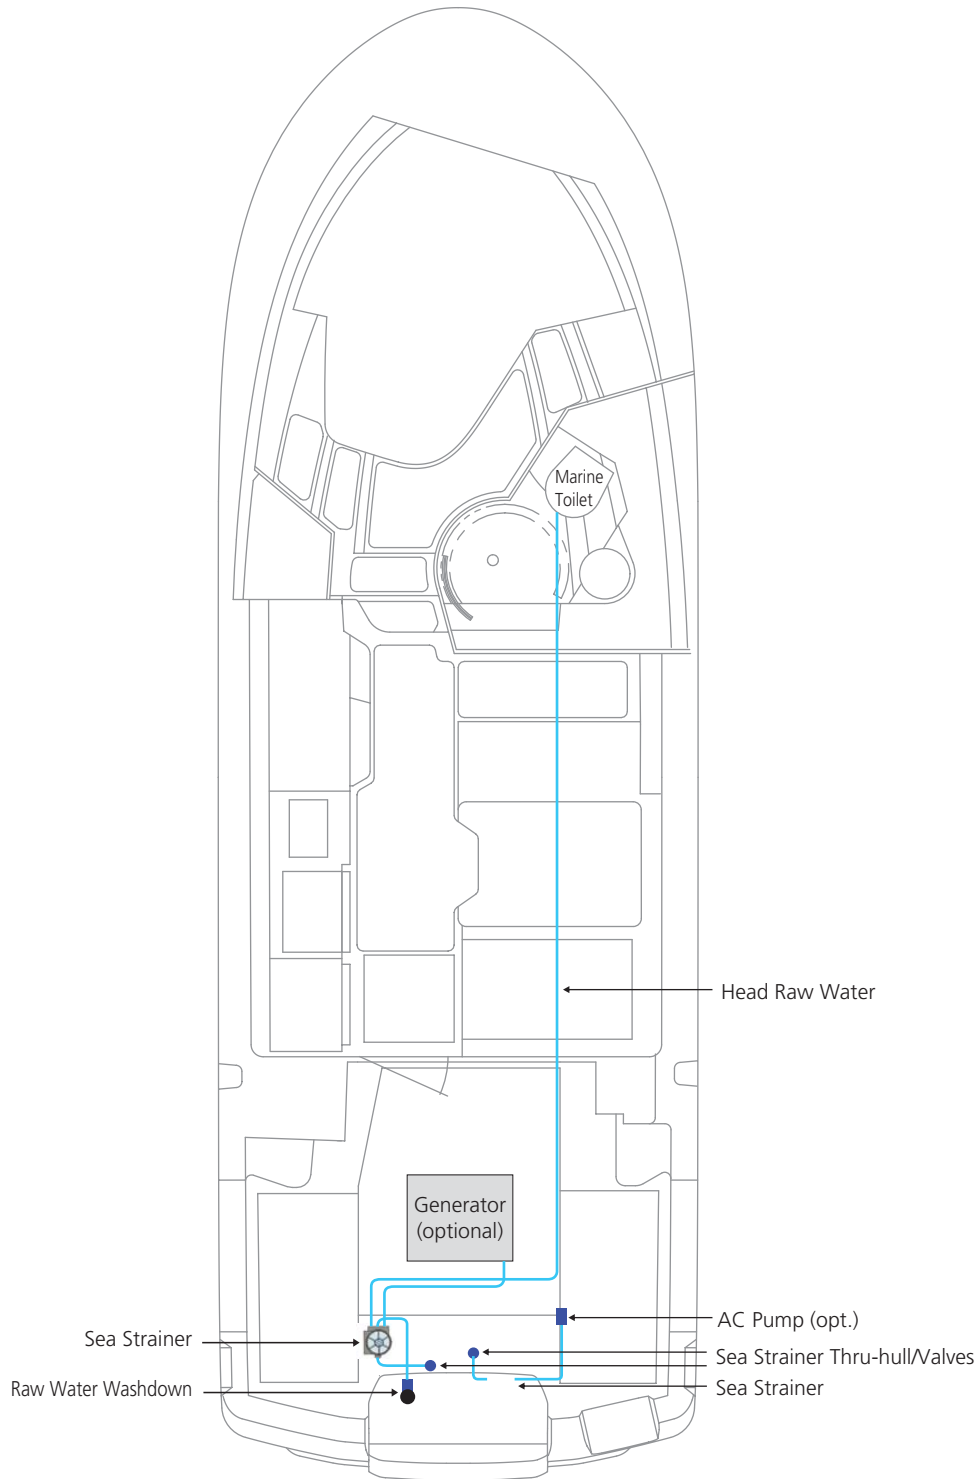 Marine
Toilet
Head Raw Water
Generator
(optional)
AC Pump (opt.)
Sea Strainer
Sea Strainer Thru-hull/Valves
Raw Water Washdown
Sea Strainer